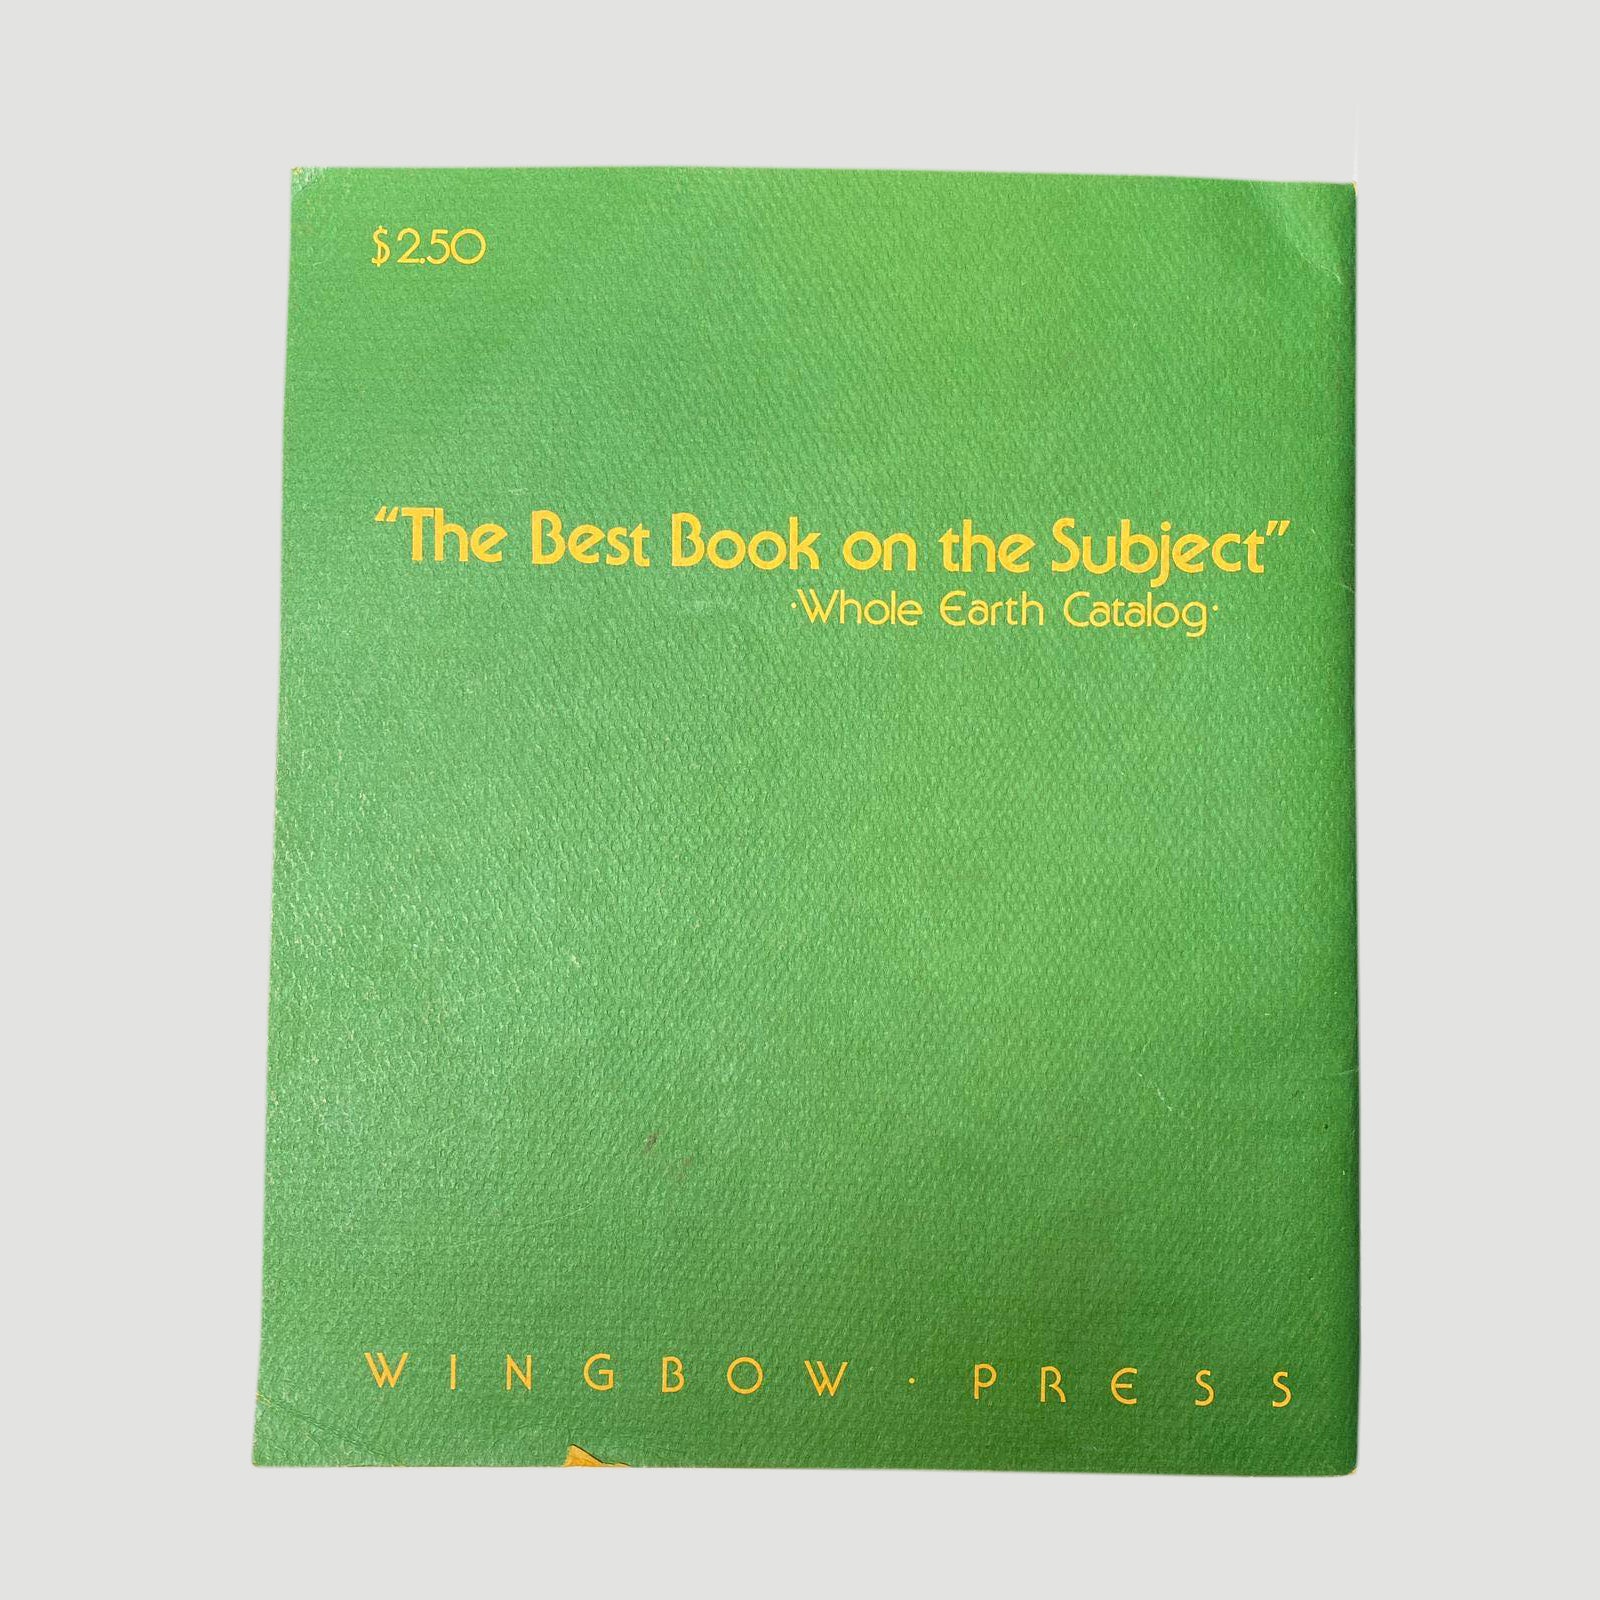 $2.50
“The Best Book on the Subject”
·Whole Earth Catalog·
WINGBOW · PRESS